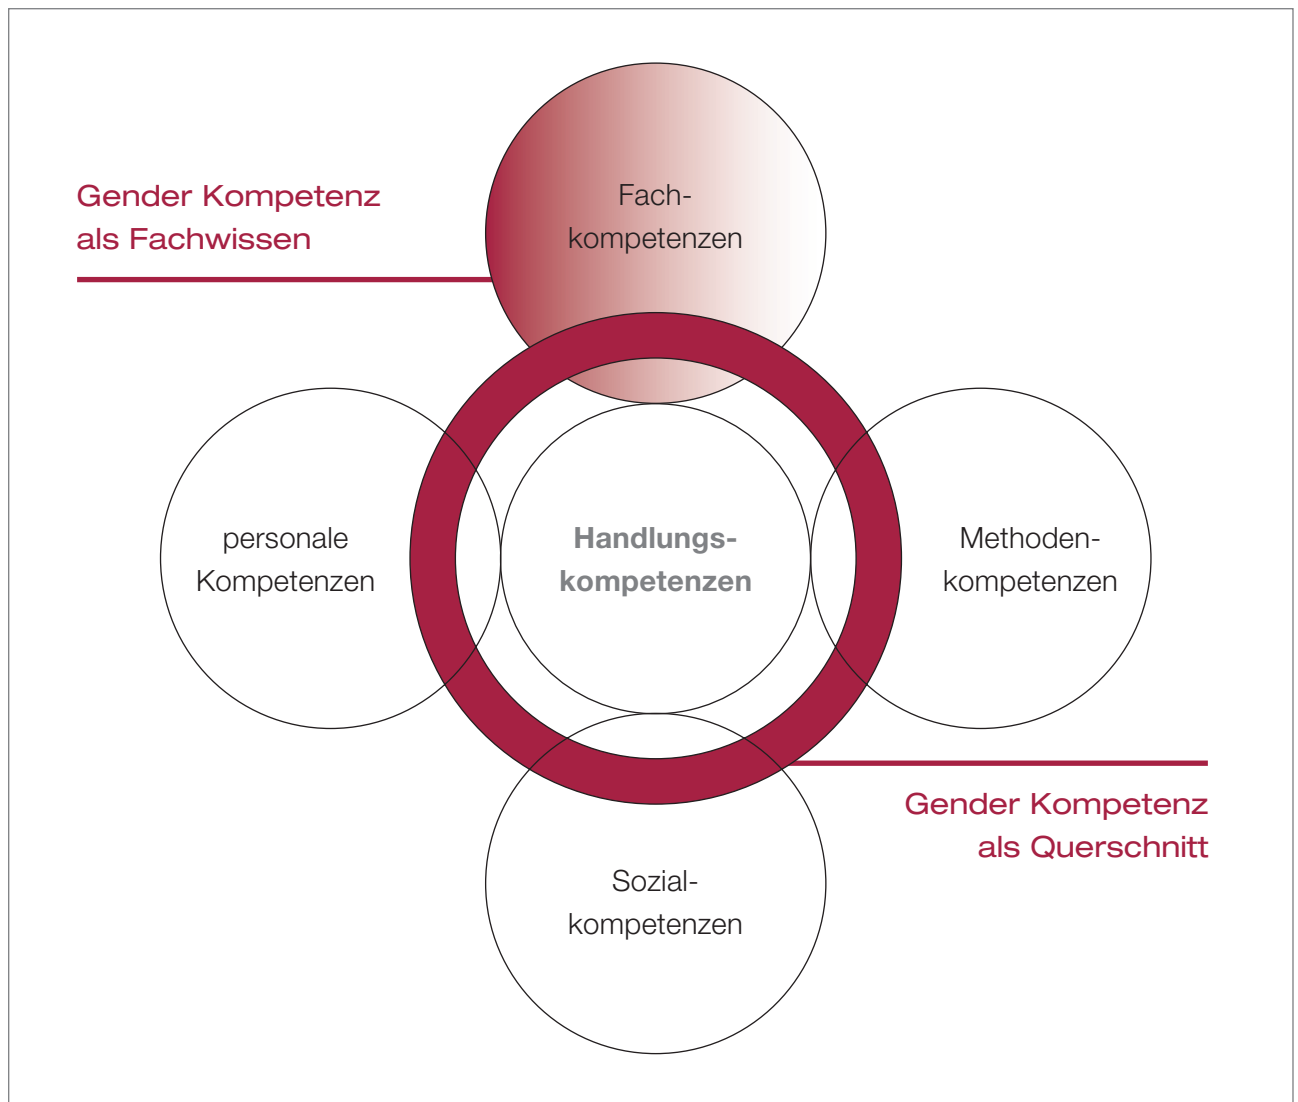 Fach-
kompetenzen
Gender Kompetenz
als Fachwissen
personale
Kompetenzen
Handlungs-
kompetenzen
Methoden-
kompetenzen
Gender Kompetenz
als Querschnitt
Sozial-
kompetenzen